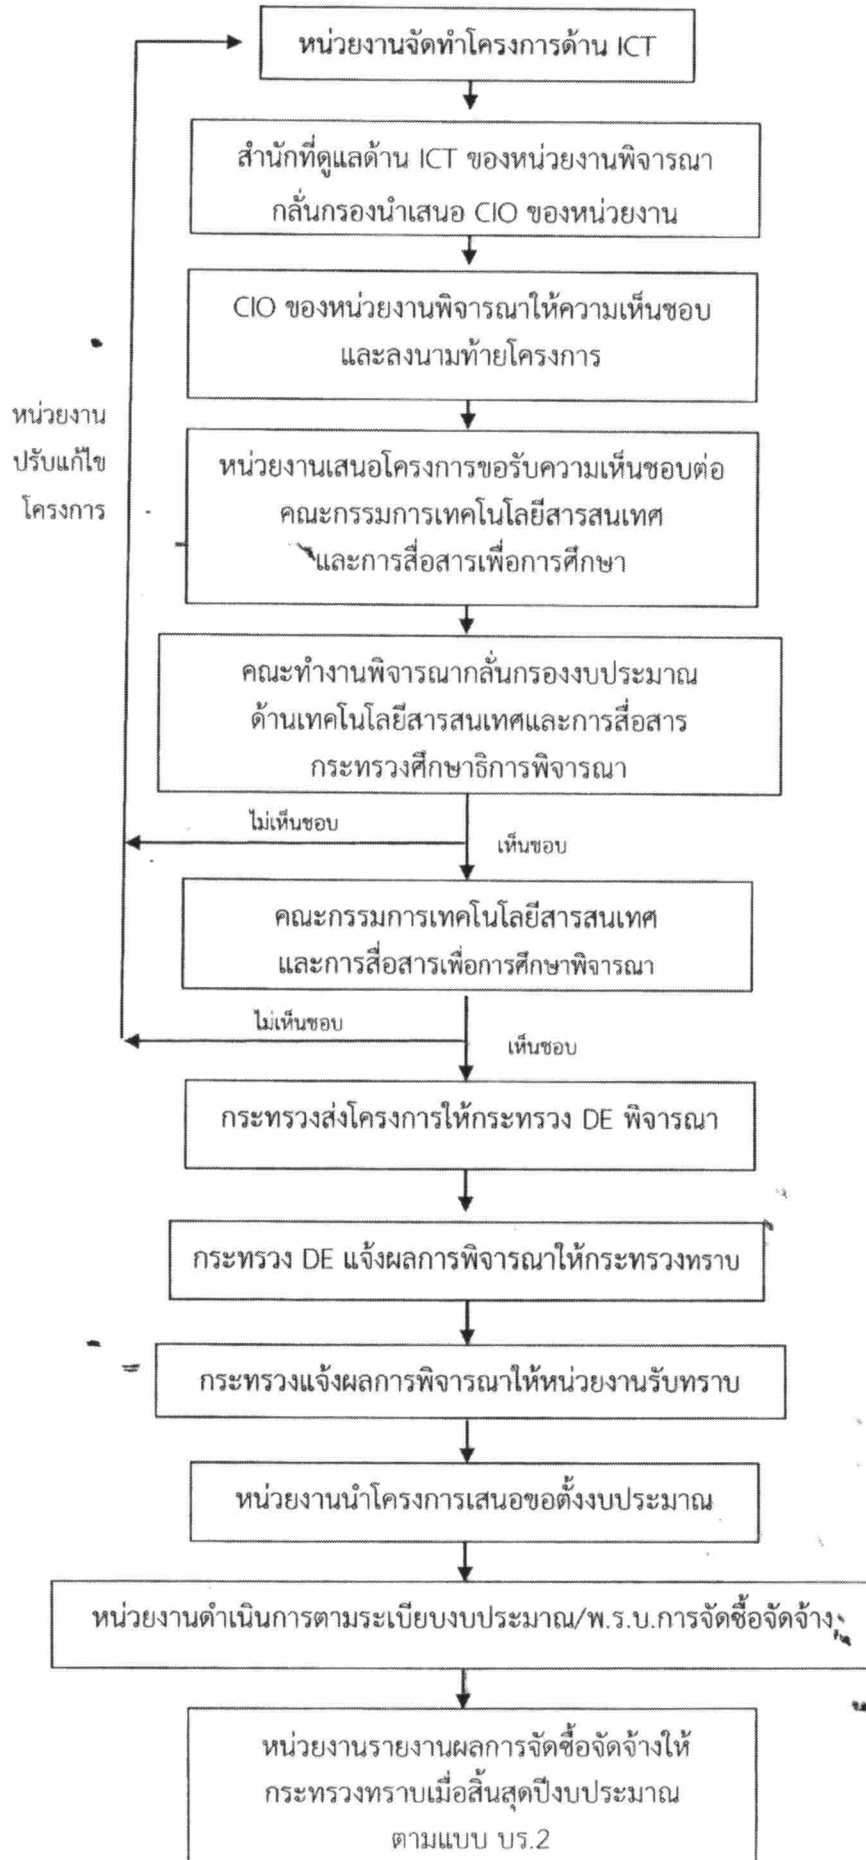 หน่วยงานจัดทำโครงการด้าน ICT
สำนักที่ดูแลด้าน ICT ของหน่วยงานพิจารณา
กลั่นกรองนำเสนอ CIO ของหน่วยงาน
CIO ของหน่วยงานพิจารณาให้ความเห็นชอบ
และลงนามท้ายโครงการ
หน่วยงาน
ปรับแก้ไข
โครงการ
หน่วยงานเสนอโครงการขอรับความเห็นชอบต่อ
คณะกรรมการเทคโนโลยีสารสนเทศ
และการสื่อสารเพื่อการศึกษา
คณะทำงานพิจารณากลั่นกรองงบประมาณ
ด้านเทคโนโลยีสารสนเทศและการสื่อสาร
กระทรวงศึกษาธิการพิจารณา
ไม่เห็นชอบ
เห็นชอบ
คณะกรรมการเทคโนโลยีสารสนเทศ
และการสื่อสารเพื่อการศึกษาพิจารณา
ไม่เห็นชอบ
เห็นชอบ
กระทรวงส่งโครงการให้กระทรวง DE พิจารณา
กระทรวง DE แจ้งผลการพิจารณาให้กระทรวงทราบ
กระทรวงแจ้งผลการพิจารณาให้หน่วยงานรับทราบ
หน่วยงานนำโครงการเสนอขอตั้งงบประมาณ
หน่วยงานดำเนินการตามระเบียบงบประมาณ/พ.ร.บ.การจัดซื้อจัดจ้าง
หน่วยงานรายงานผลการจัดซื้อจัดจ้างให้
กระทรวงทราบเมื่อสิ้นสุดปีงบประมาณ
ตามแบบ บร.2